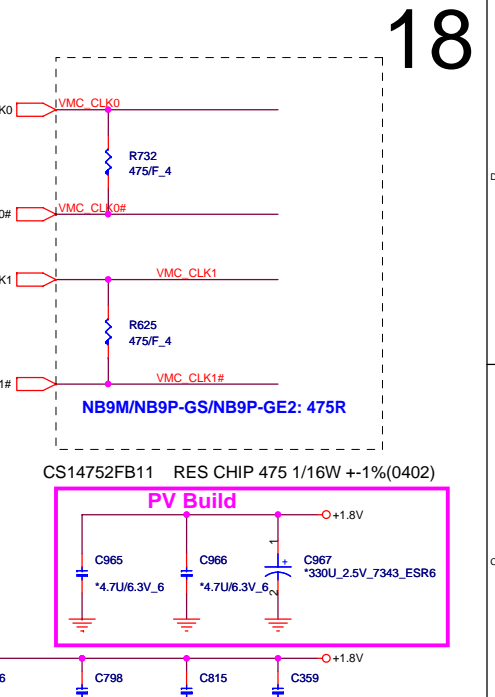 18
K0
VMC_CLK0
R732
475/F_4
0#
VMC_CLK0#
D
K1
VMC_CLK1
R625
475/F_4
1#
VMC_CLK1#
NB9M/NB9P-GS/NB9P-GE2: 475R
CS14752FB11 RES CHIP 475 1/16W +-1%(0402)
PV Build
+1.8V
1
C965
C966
+
C967
C
*4.7U/6.3V_6
*4.7U/6.3V_6
*330U_2.5V_7343_ESR6
2
+1.8V
6
C798
C815
C359